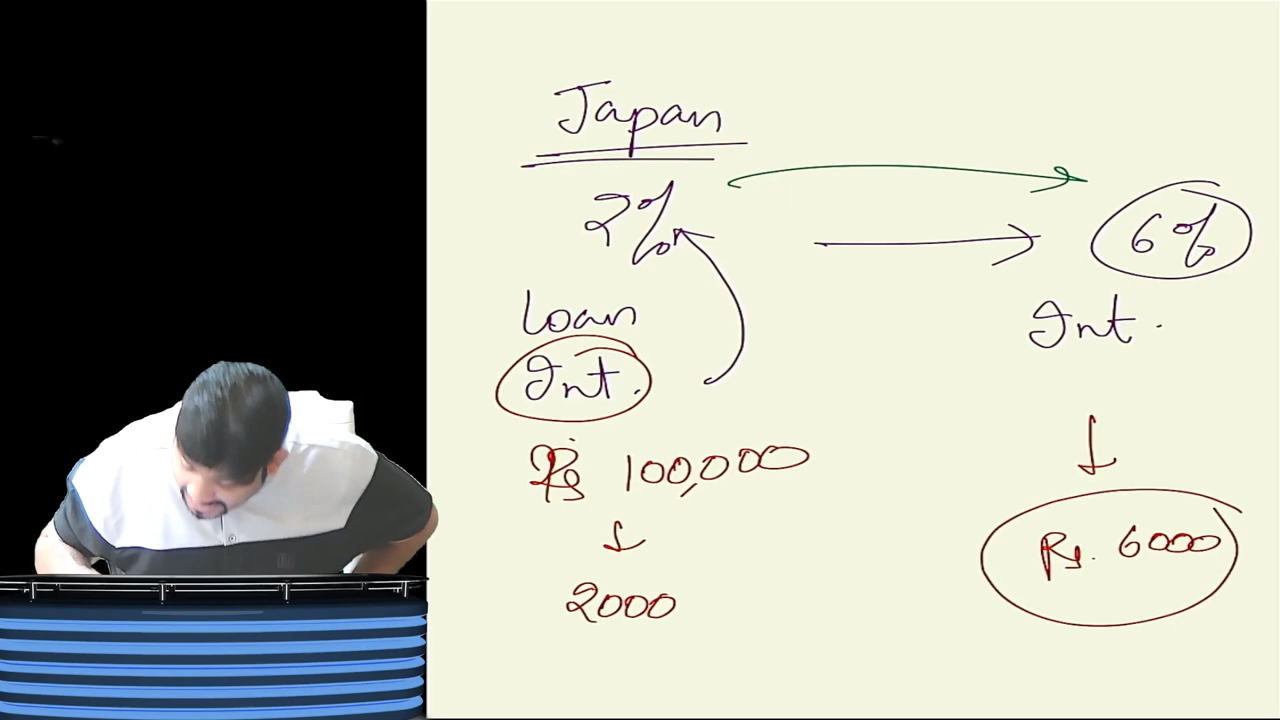 Japan
2%
6%
Loan
Int.
Int.
Rs 100,000
Rs. 6000
2000